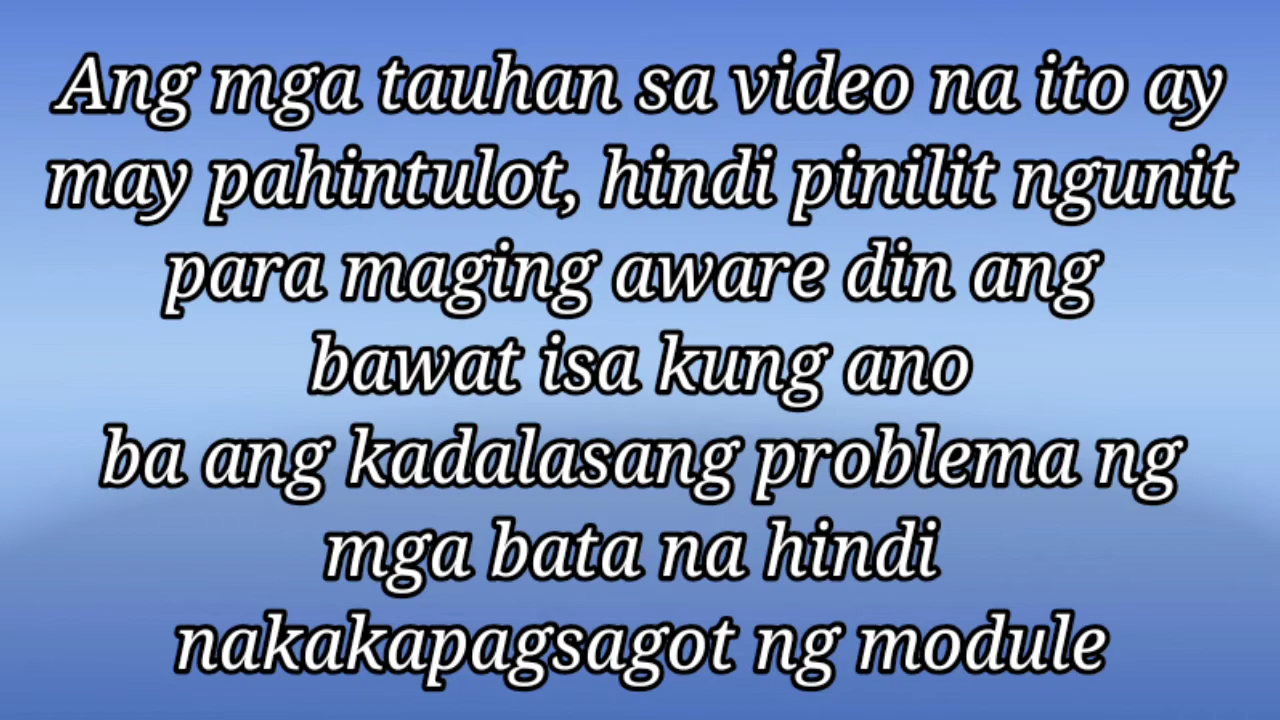 Ang mga tauhan sa video na ito ay
may pahintulot, hindi pinilit ngunit
para maging aware din ang
bawat isa kung ano
ba ang kadalasang problema ng
mga bata na hindi
nakakapagsagot ng module